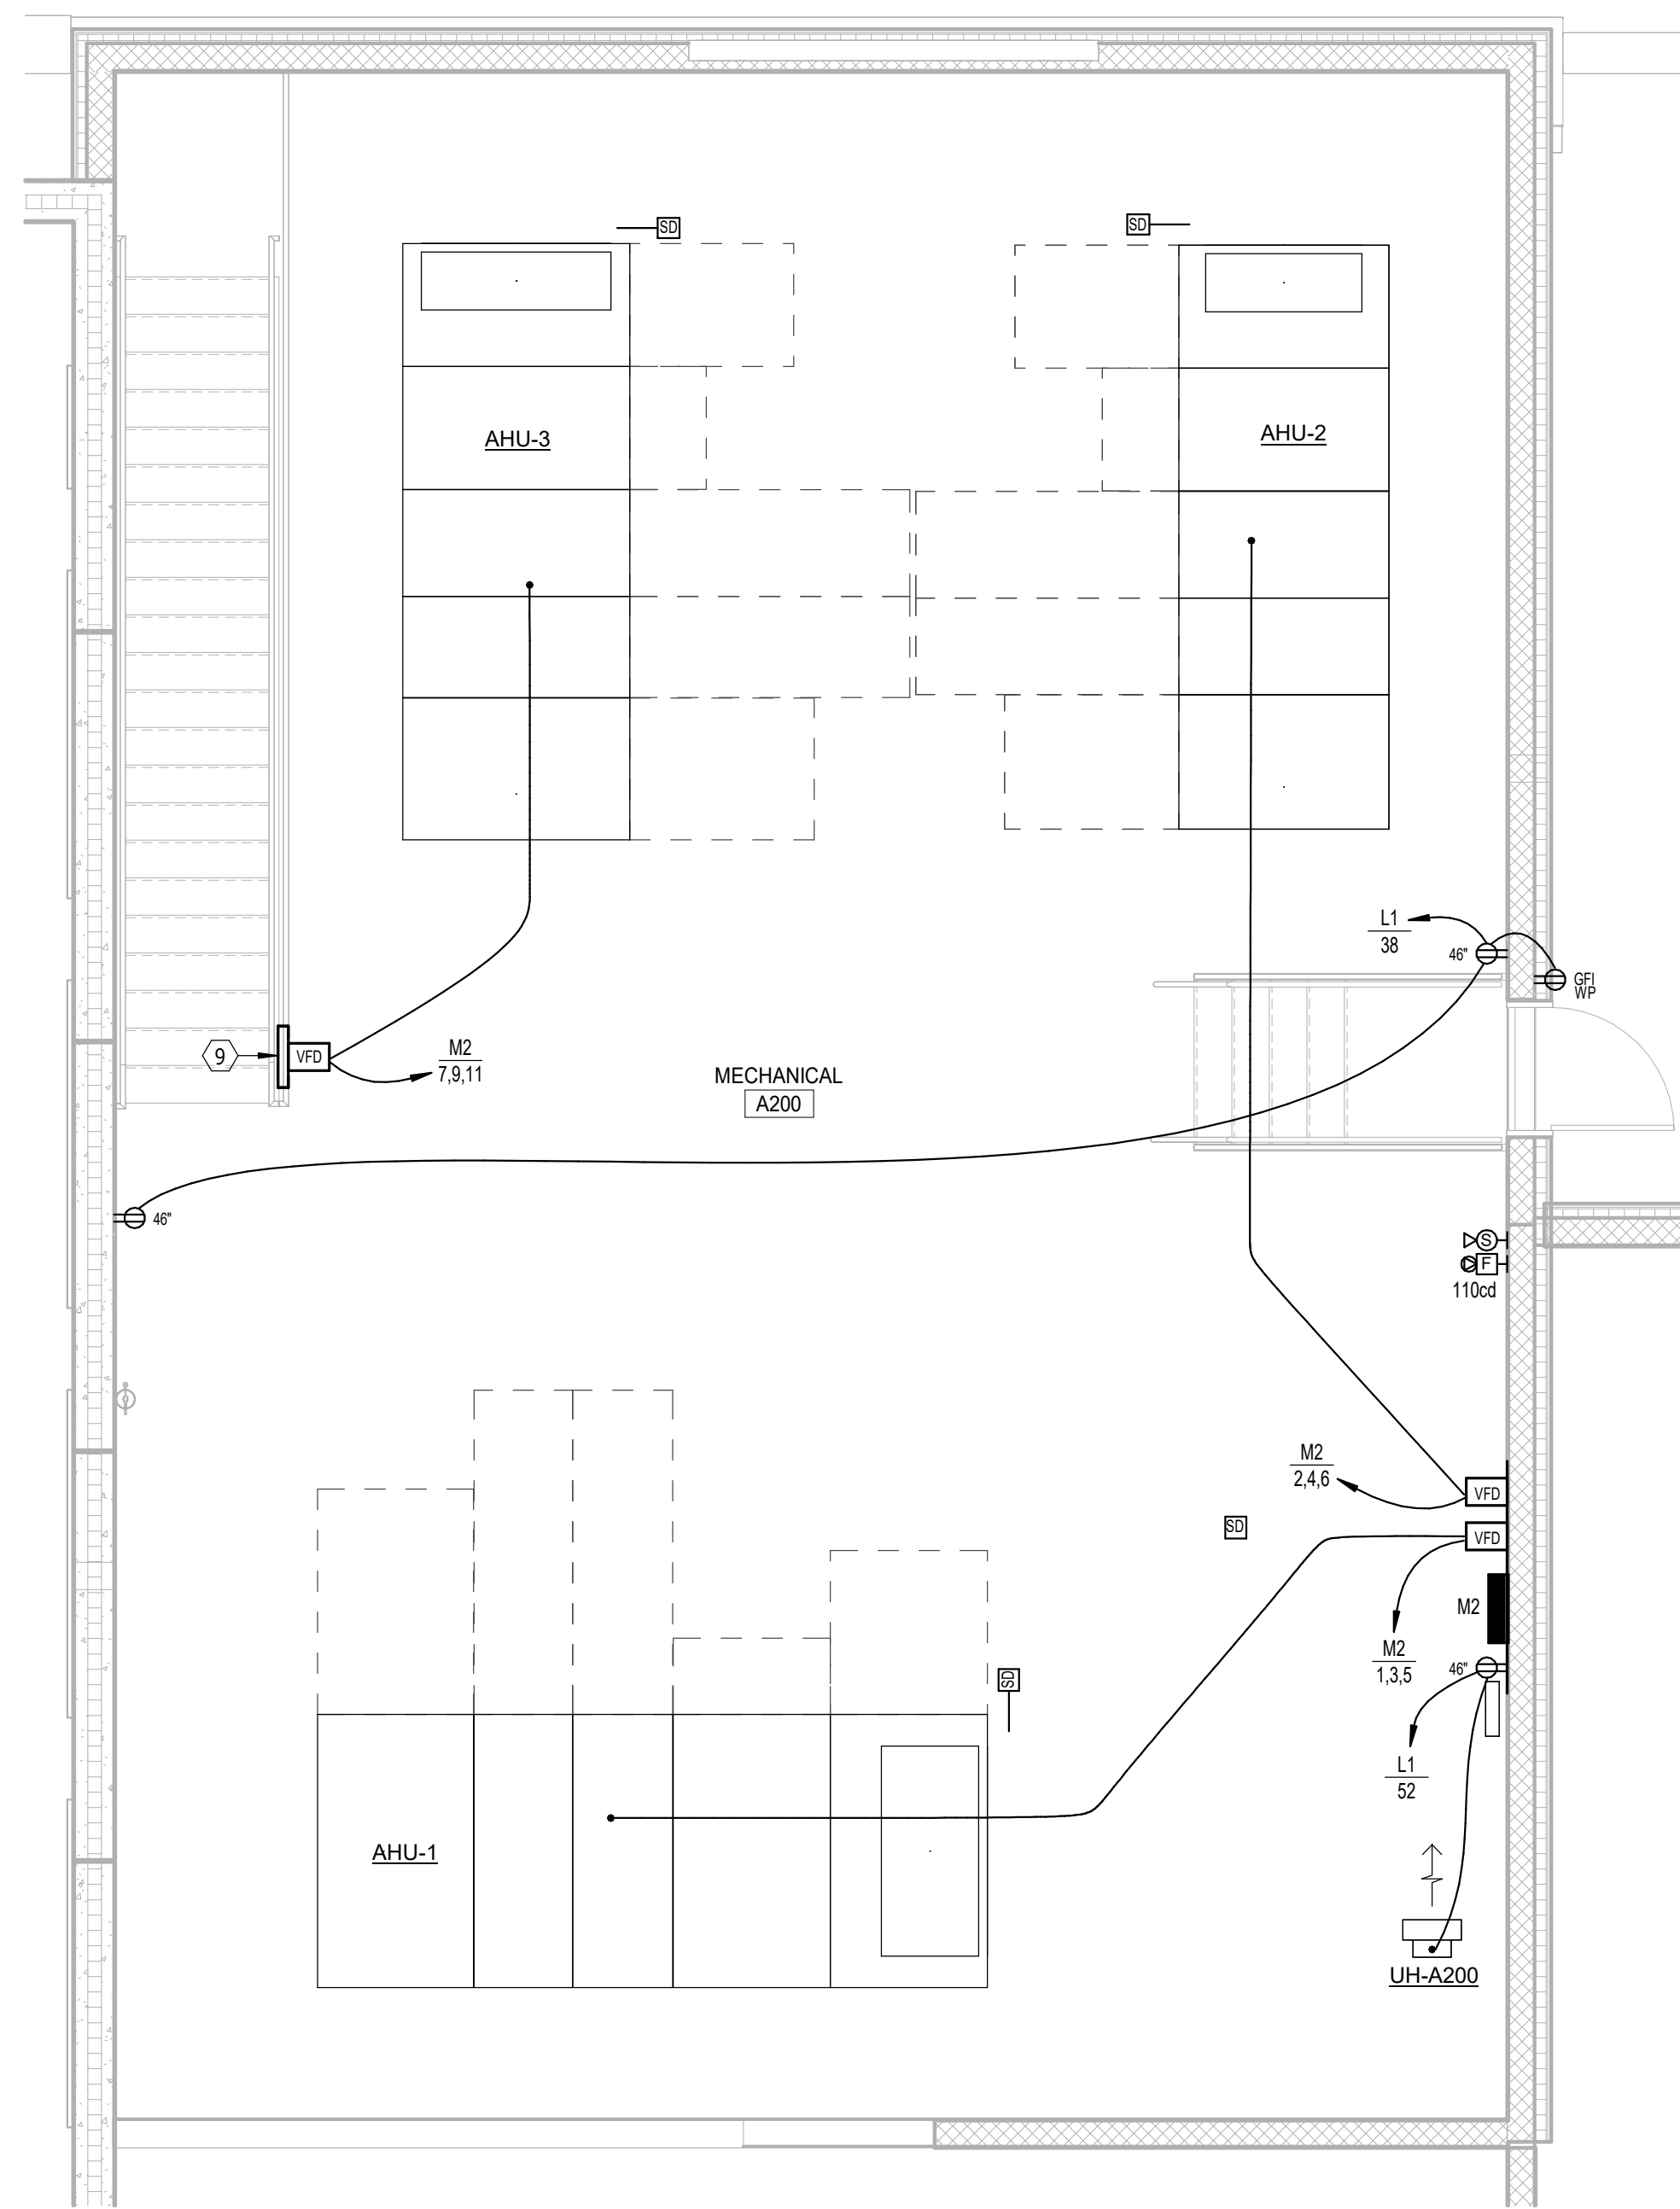 SD
SD
AHU-3
AHU-2
L1
38
46"
GFI
WP
9
VFD
M2
7,9,11
MECHANICAL
A200
46"
S
F
110cd
M2
2,4,6
VFD
SD
VFD
M2
M2
1,3,5
46"
SD
L1
52
AHU-1
UH-A200